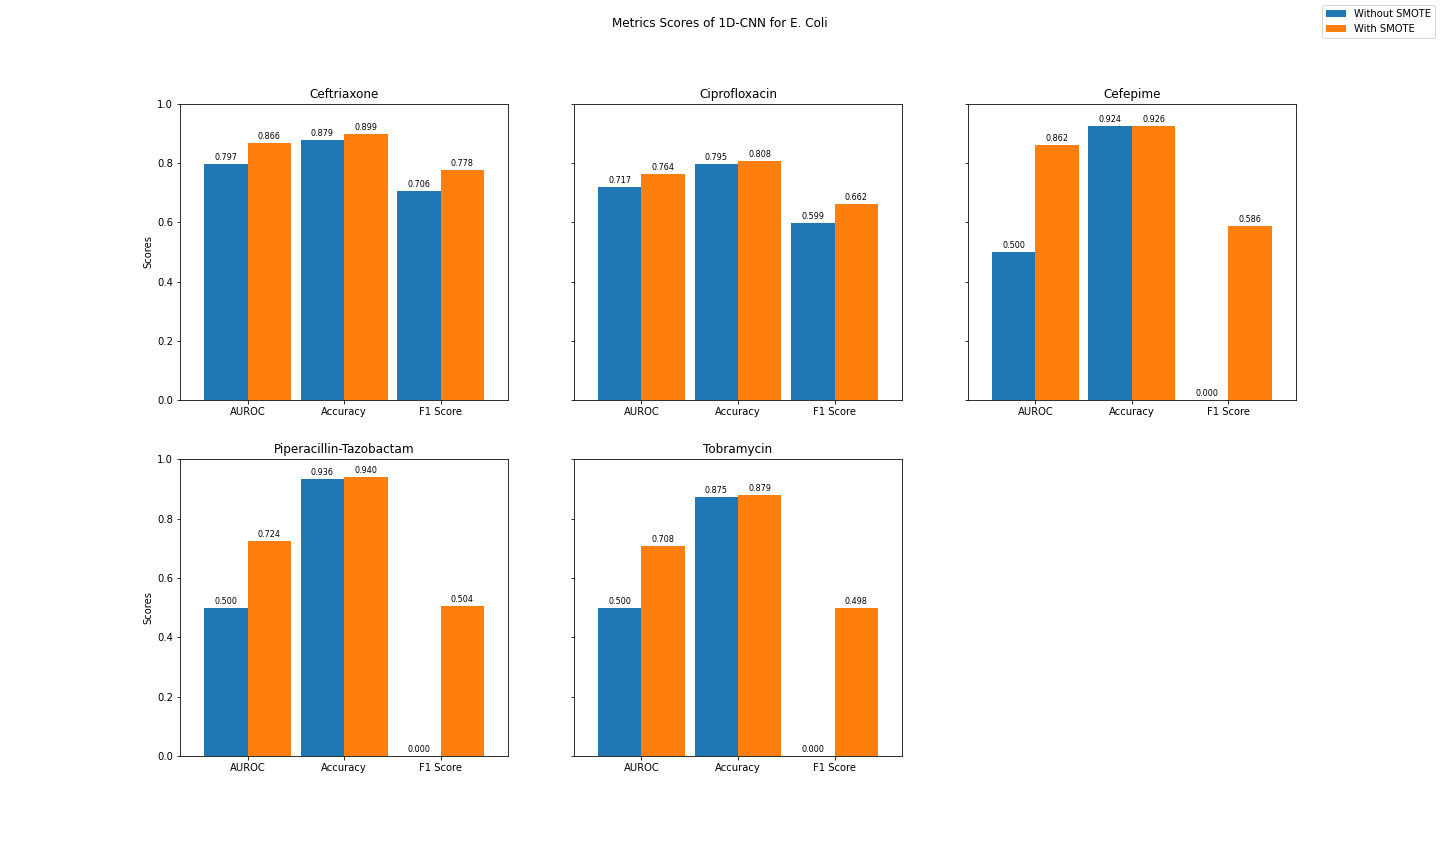 Metrics Scores of 1D-CNN for E. Coli
Without SMOTE
With SMOTE
Ceftriaxone
1.0
0.8
0.6
0.4
0.2
0.0
Scores
0.797
0.866
0.879
0.899
0.706
0.778
AUROC
Accuracy
F1 Score
Ciprofloxacin
0.717
0.764
0.795
0.808
0.599
0.662
AUROC
Accuracy
F1 Score
Cefepime
0.500
0.862
0.924
0.926
0.000
0.586
AUROC
Accuracy
F1 Score
Piperacillin-Tazobactam
1.0
0.8
0.6
0.4
0.2
0.0
Scores
0.500
0.724
0.936
0.940
0.000
0.504
AUROC
Accuracy
F1 Score
Tobramycin
0.500
0.708
0.875
0.879
0.000
0.498
AUROC
Accuracy
F1 Score